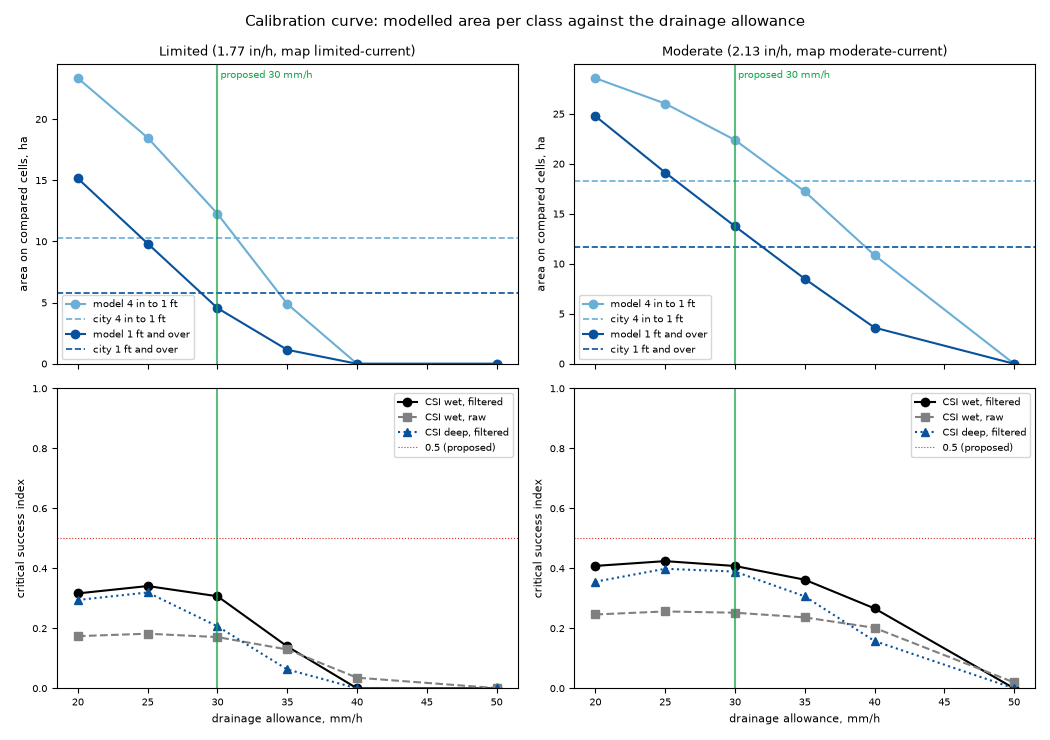 Calibration curve: modelled area per class against the drainage allowance
Limited (1.77 in/h, map limited-current)
proposed 30 mm/h
area on compared cells, ha
20
15
10
5
0
model 4 in to 1 ft
city 4 in to 1 ft
model 1 ft and over
city 1 ft and over
Moderate (2.13 in/h, map moderate-current)
proposed 30 mm/h
area on compared cells, ha
25
20
15
10
5
0
model 4 in to 1 ft
city 4 in to 1 ft
model 1 ft and over
city 1 ft and over
critical success index
1.0
0.8
0.6
0.4
0.2
0.0
CSI wet, filtered
CSI wet, raw
CSI deep, filtered
0.5 (proposed)
20 25 30 35 40 45 50
drainage allowance, mm/h
critical success index
1.0
0.8
0.6
0.4
0.2
0.0
CSI wet, filtered
CSI wet, raw
CSI deep, filtered
0.5 (proposed)
20 25 30 35 40 45 50
drainage allowance, mm/h